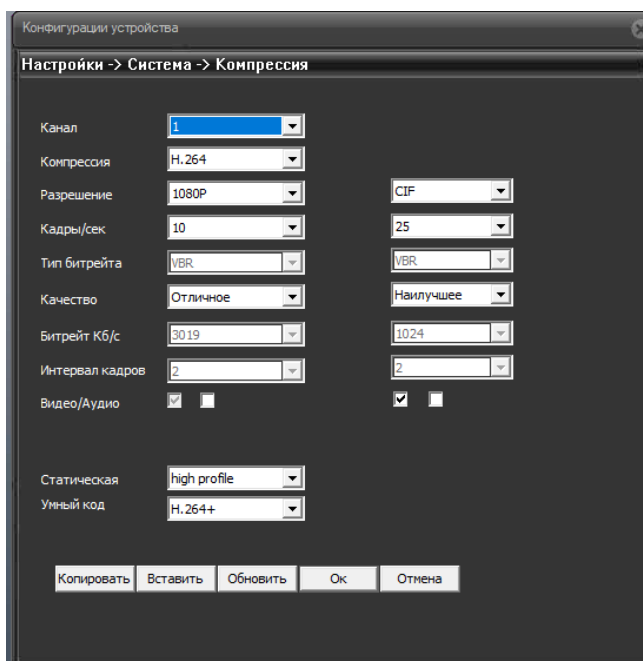 Конфигурации устройства
Настройки -> Система -> Компрессия
Канал 1
Компрессия H.264
Разрешение 1080P CIF
Кадры/сек 10 25
Тип битрейта VBR VBR
Качество Отличное Наилучшее
Битрейт Кб/с 3019 1024
Интервал кадров 2 2
Видео/Аудио
Статическая high profile
Умный код H.264+
Копировать Вставить Обновить Ок Отмена